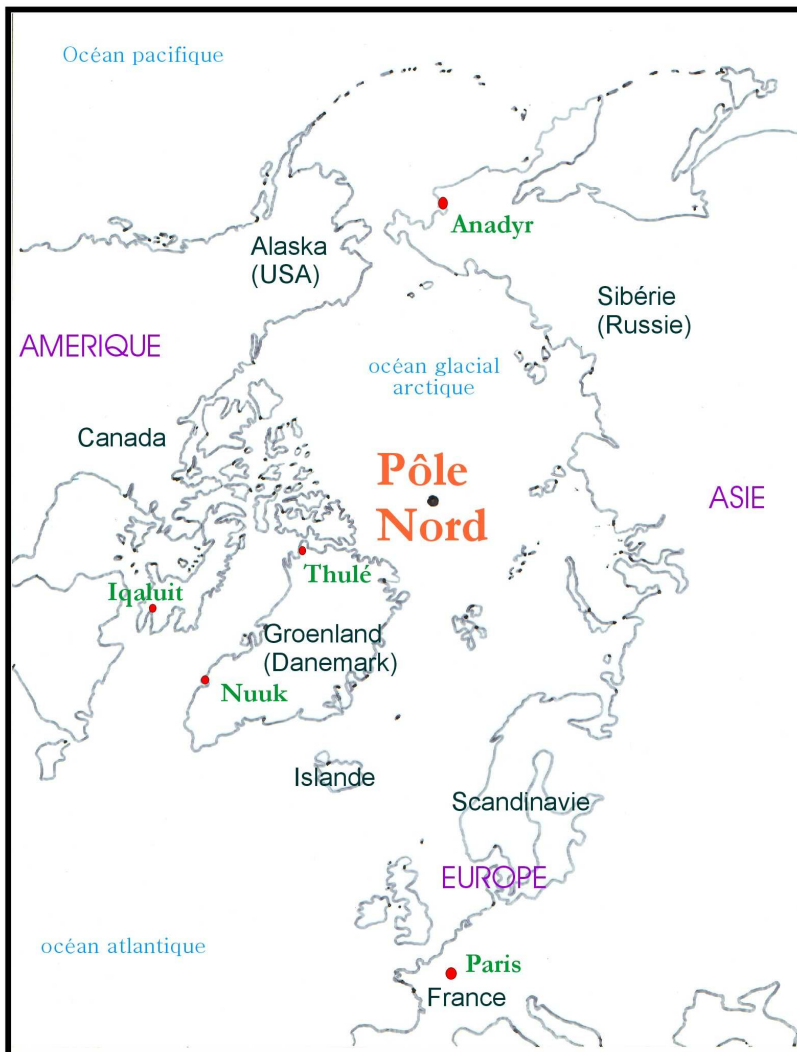 Océan pacifique
Anadyr
Alaska
(USA)
Sibérie
(Russie)
AMERIQUE
océan glacial
arctique
Canada
Pôle
Nord
ASIE
Thulé
Iqaluit
Groenland
(Danemark)
Nuuk
Islande
Scandinavie
EUROPE
océan atlantique
Paris
France